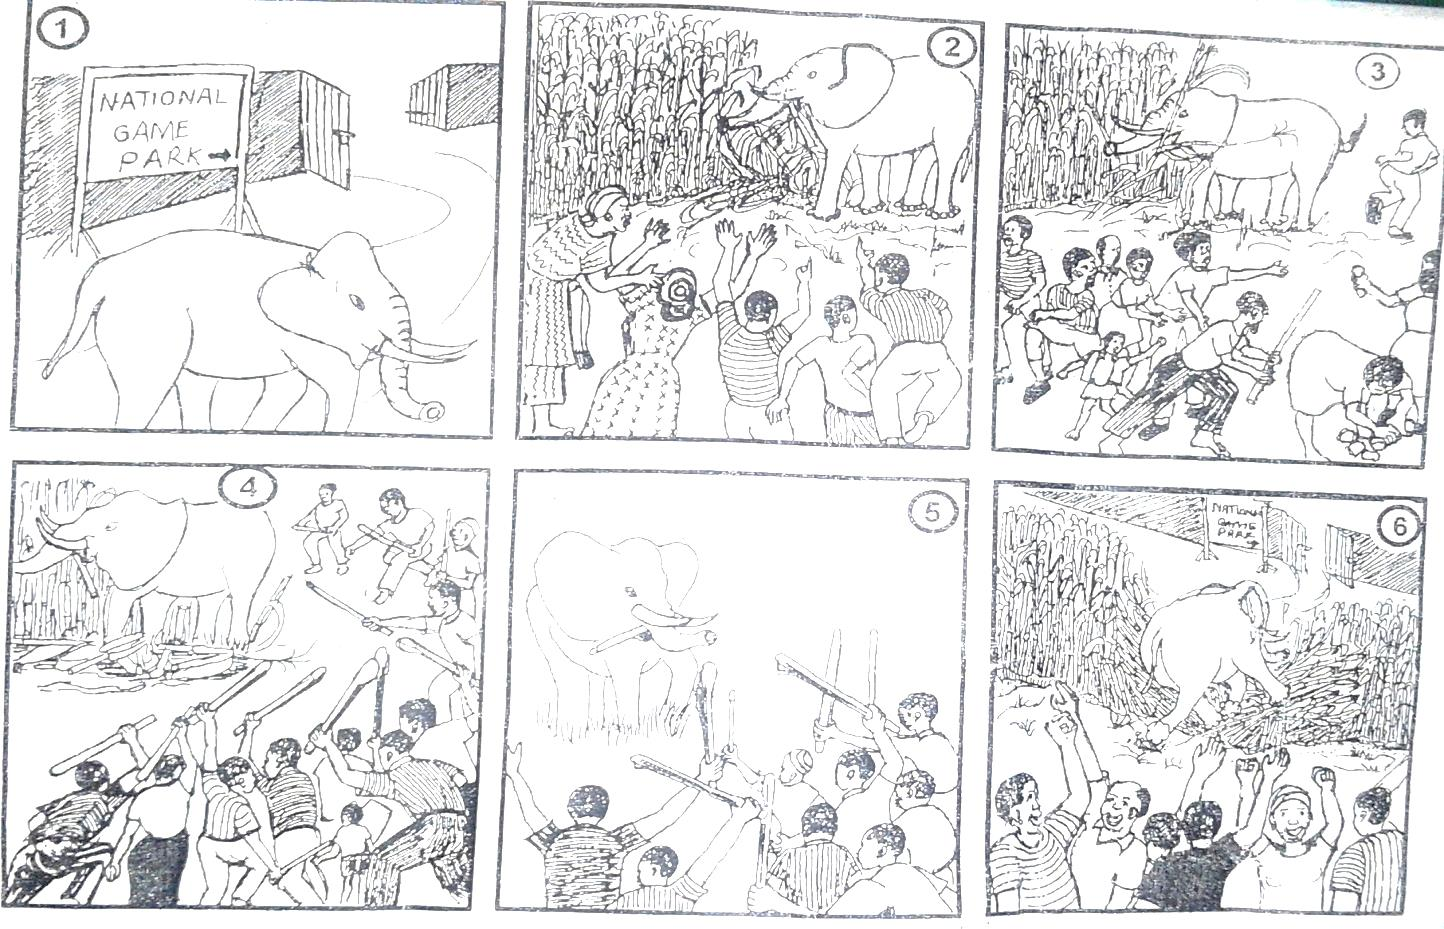 1
NATIONAL
GAME
PARK →
2
3
4
5
6
NATIONAL
GAME
PARK →